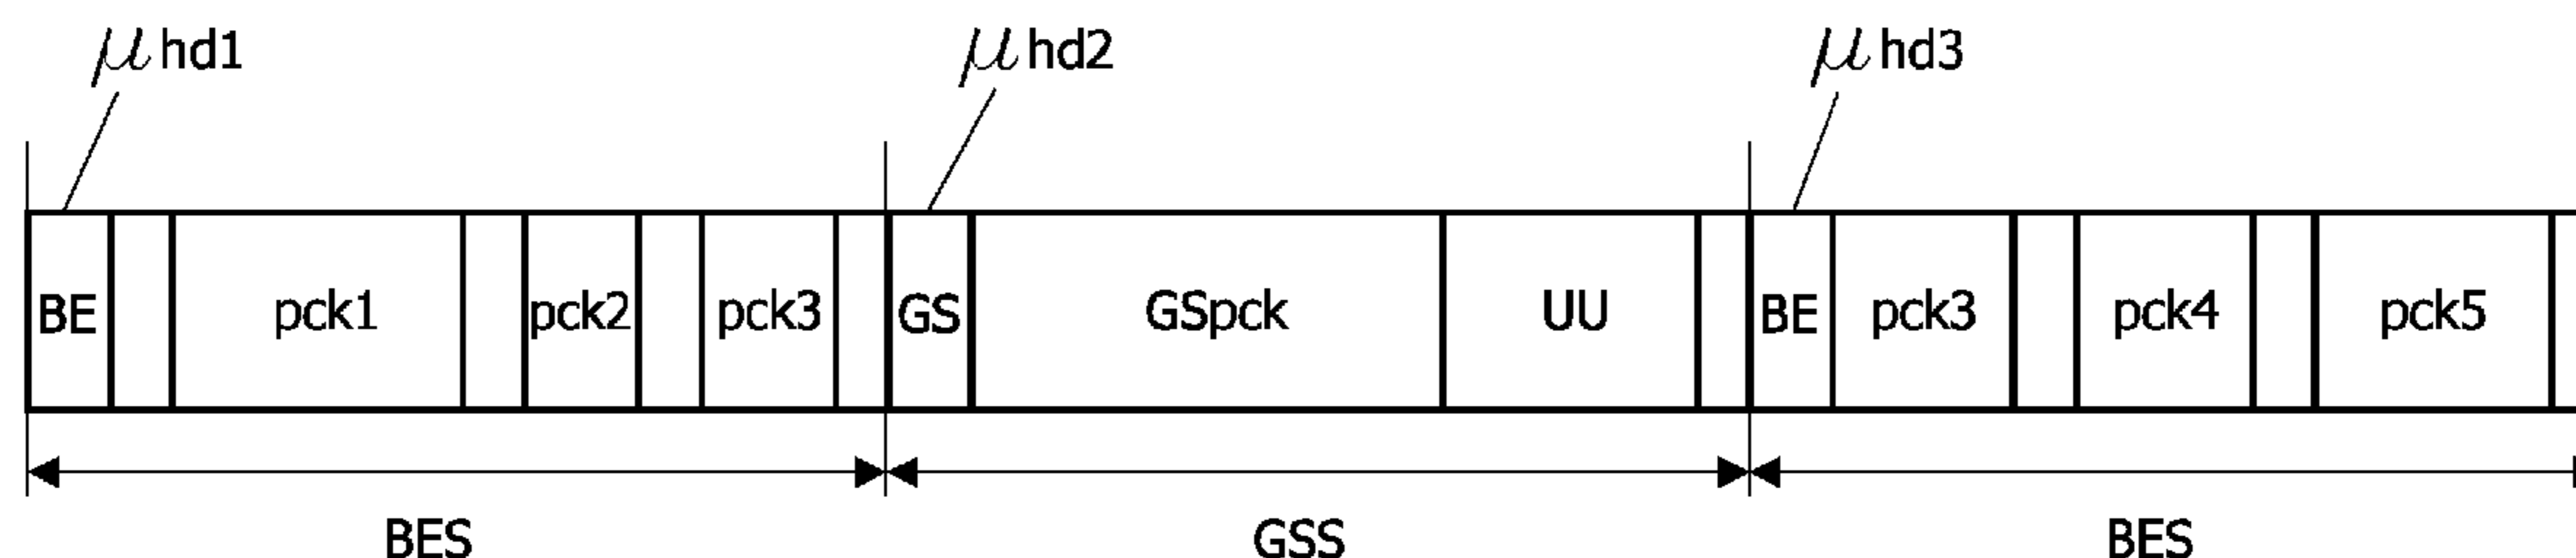 μhd1 μhd2 μhd3
BE pck1 pck2 pck3 GS GSpck UU BE pck3 pck4 pck5
BES GSS BES